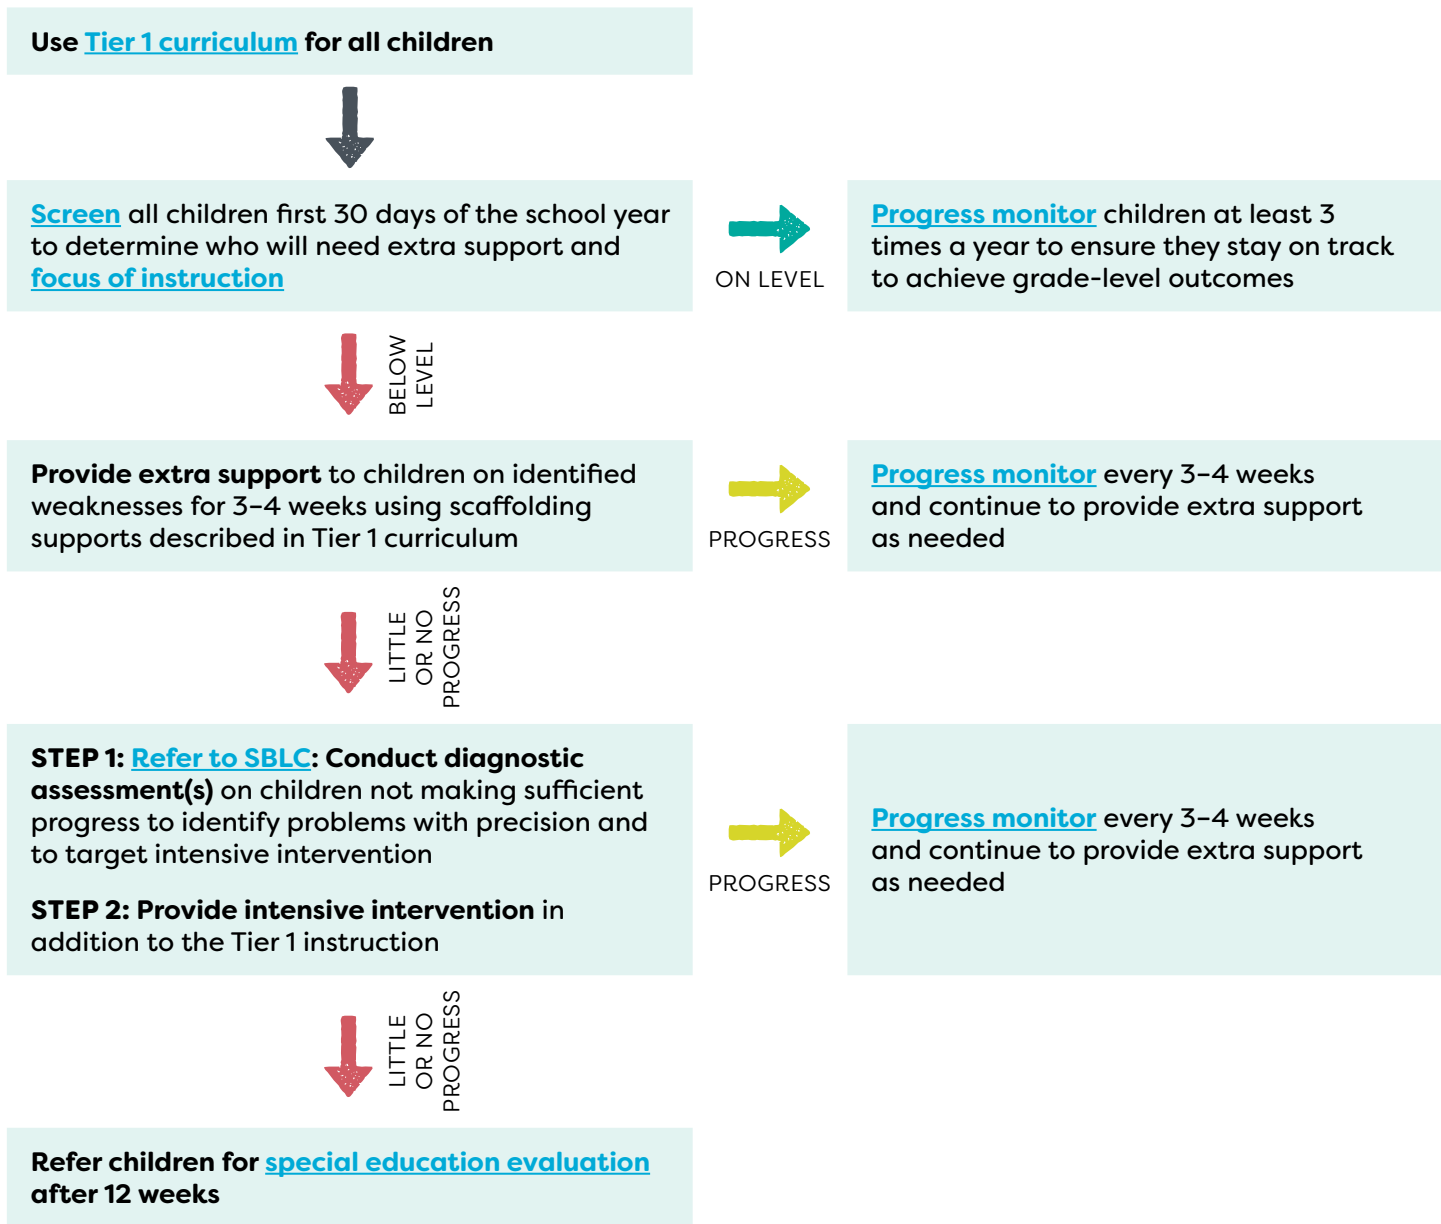 Use Tier 1 curriculum for all children
Screen all children first 30 days of the school year
to determine who will need extra support and
focus of instruction
ON LEVEL
Progress monitor children at least 3
times a year to ensure they stay on track
to achieve grade-level outcomes
BELOW
LEVEL
Provide extra support to children on identified
weaknesses for 3–4 weeks using scaffolding
supports described in Tier 1 curriculum
PROGRESS
Progress monitor every 3–4 weeks
and continue to provide extra support
as needed
LITTLE
OR NO
PROGRESS
STEP 1: Refer to SBLC: Conduct diagnostic
assessment(s) on children not making sufficient
progress to identify problems with precision and
to target intensive intervention
STEP 2: Provide intensive intervention in
addition to the Tier 1 instruction
PROGRESS
Progress monitor every 3–4 weeks
and continue to provide extra support
as needed
LITTLE
OR NO
PROGRESS
Refer children for special education evaluation
after 12 weeks